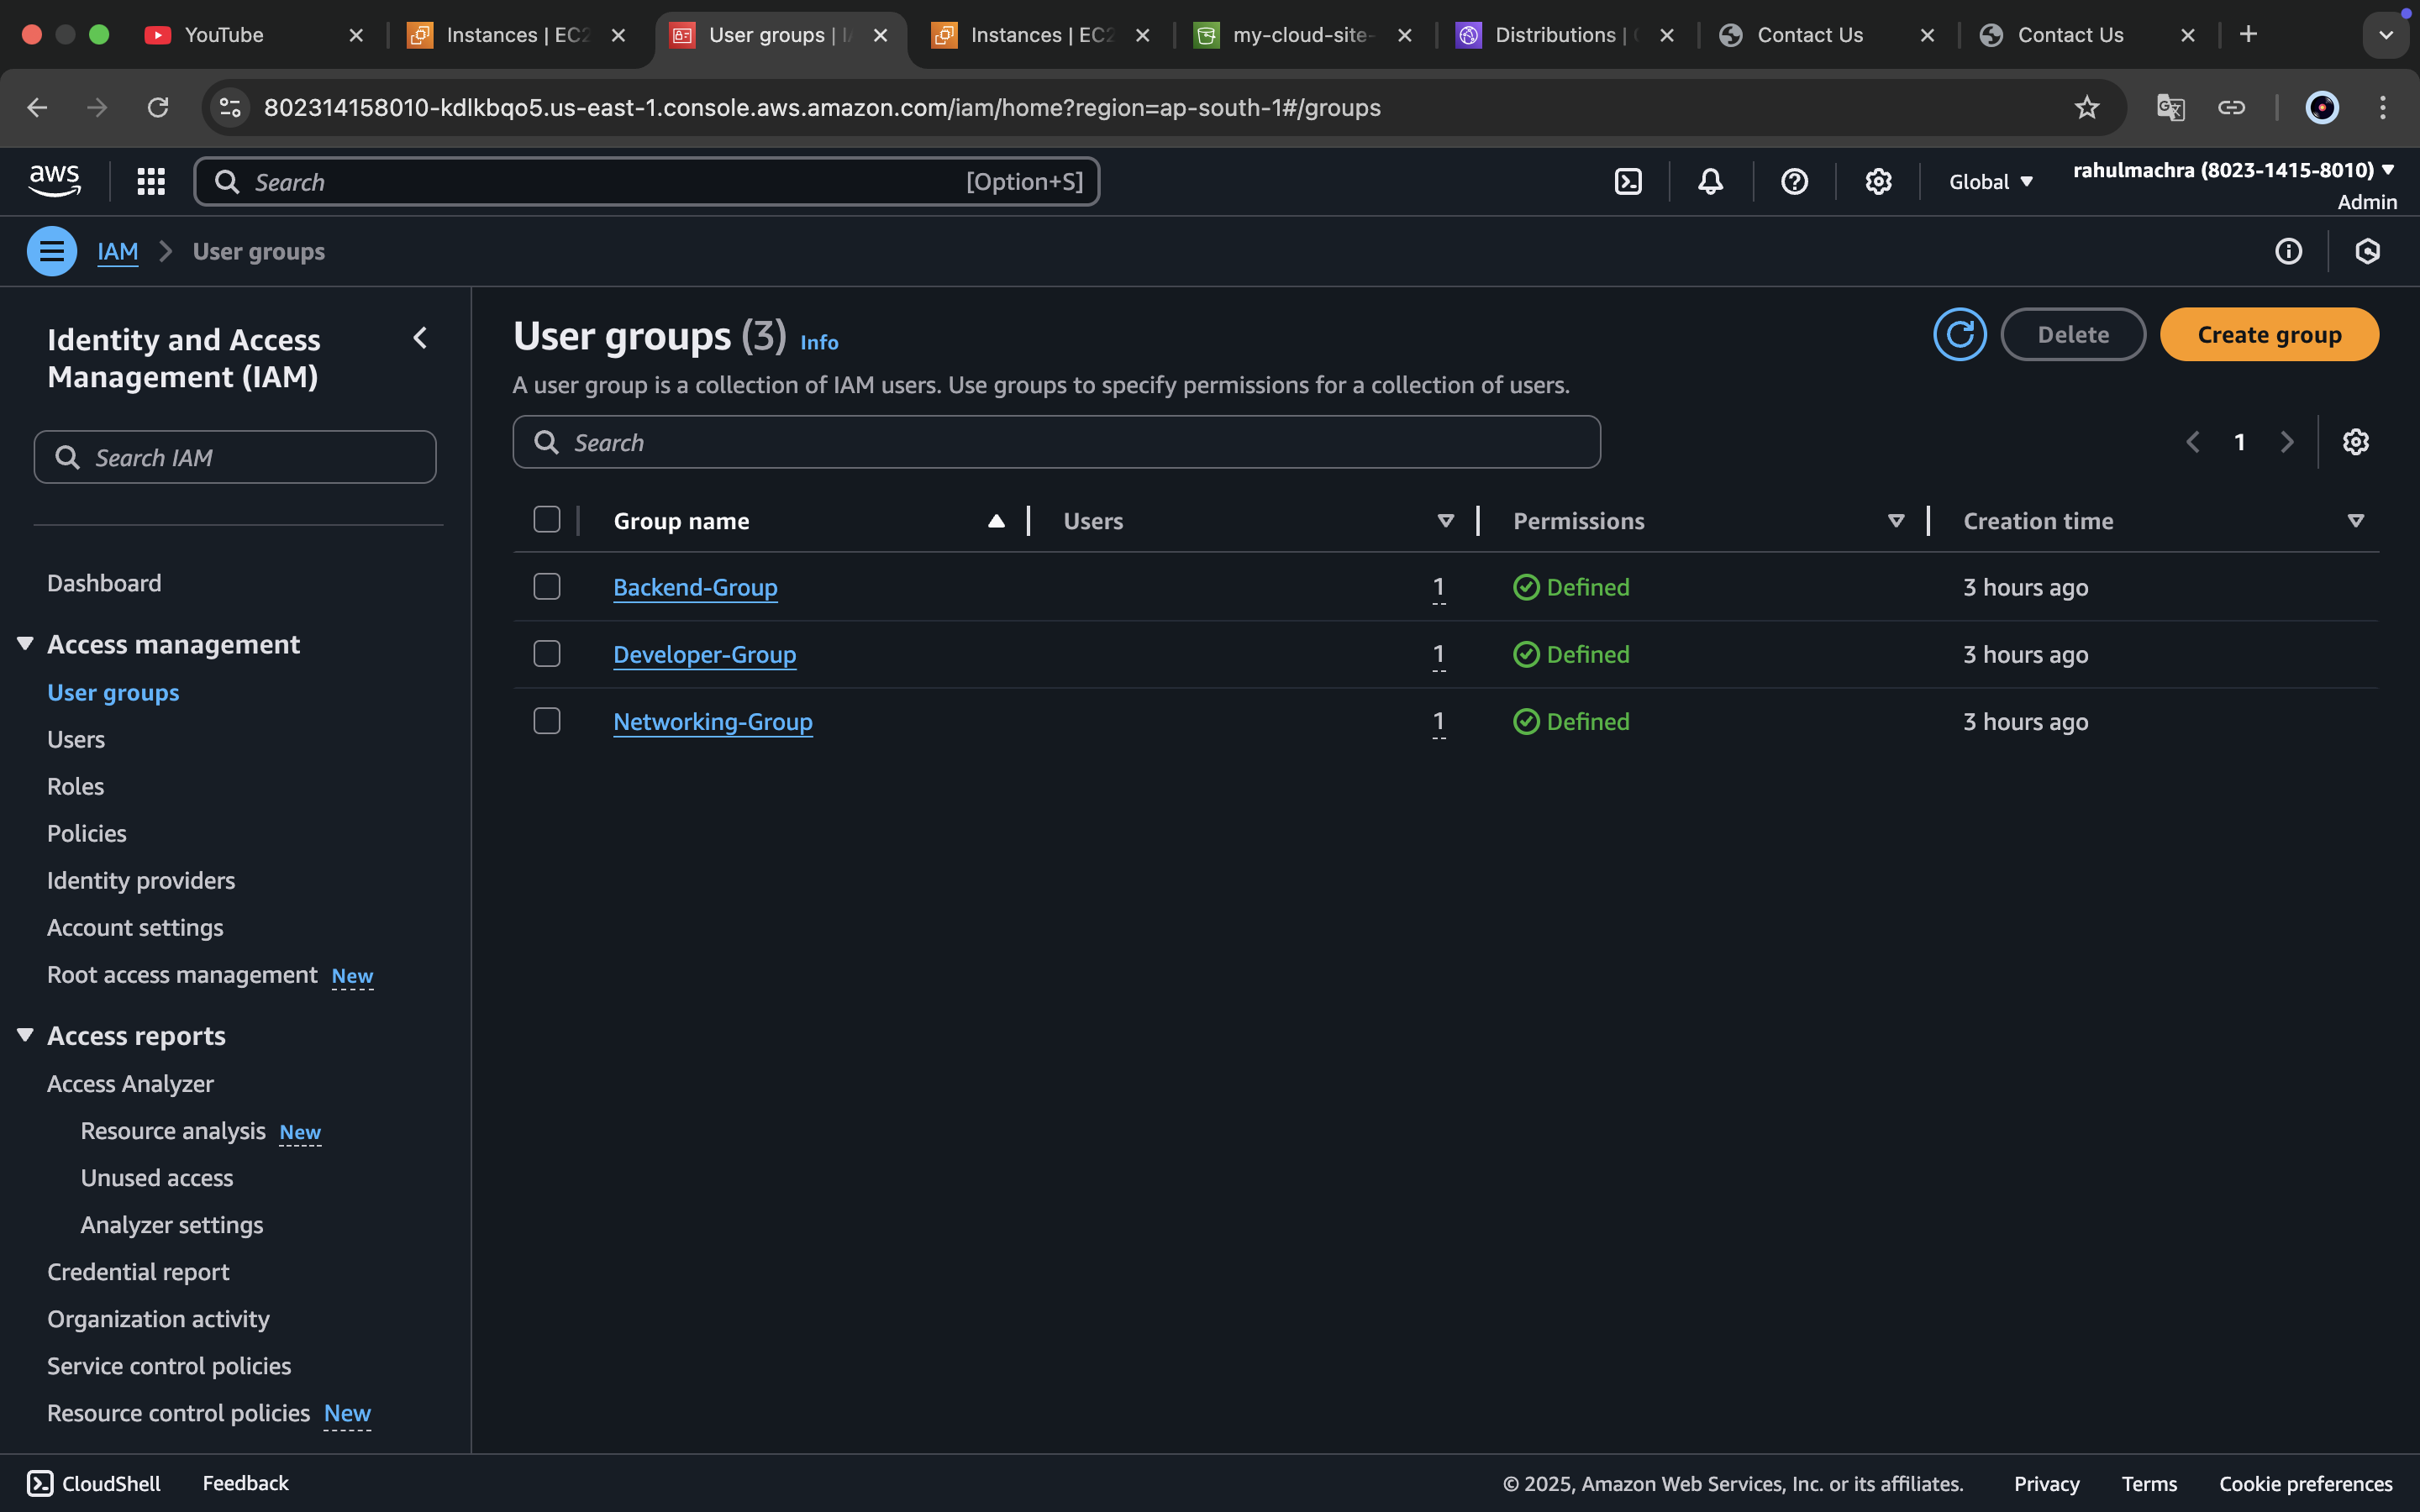 YouTube
Instances | EC2
User groups | I
Instances | EC2
my-cloud-site-
Distributions |
Contact Us
Contact Us
802314158010-kdlkbqo5.us-east-1.console.aws.amazon.com/iam/home?region=ap-south-1#/groups
aws
Search
[Option+S]
Global
rahulmachra (8023-1415-8010)
Admin
IAM
User groups
Identity and Access
Management (IAM)
Search IAM
Dashboard
Access management
User groups
Users
Roles
Policies
Identity providers
Account settings
Root access management New
Access reports
Access Analyzer
Resource analysis New
Unused access
Analyzer settings
Credential report
Organization activity
Service control policies
Resource control policies New
User groups (3) Info
Delete
Create group
A user group is a collection of IAM users. Use groups to specify permissions for a collection of users.
Search
1
Group name Users Permissions Creation time
Backend-Group 1 Defined 3 hours ago
Developer-Group 1 Defined 3 hours ago
Networking-Group 1 Defined 3 hours ago
CloudShell Feedback © 2025, Amazon Web Services, Inc. or its affiliates. Privacy Terms Cookie preferences